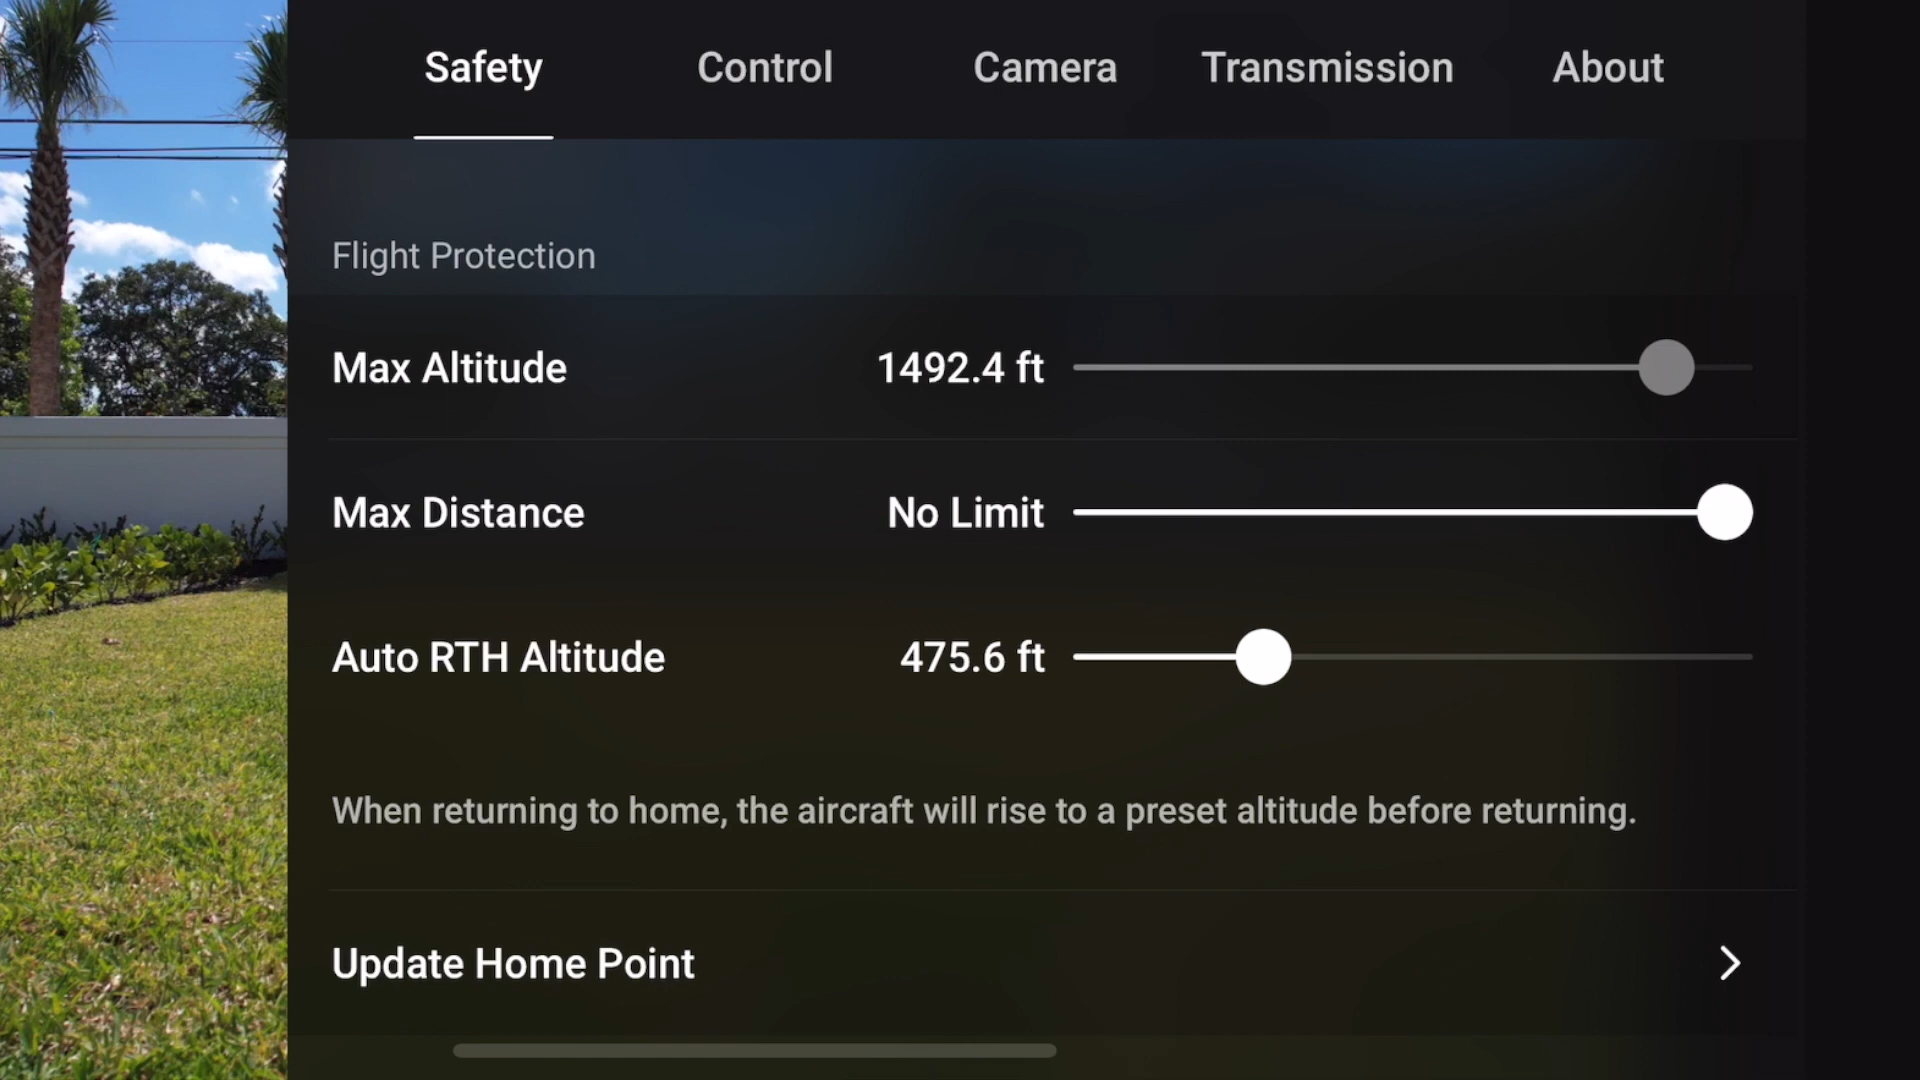 Safety Control Camera Transmission About
Flight Protection
Max Altitude 1492.4 ft
Max Distance No Limit
Auto RTH Altitude 475.6 ft
When returning to home, the aircraft will rise to a preset altitude before returning.
Update Home Point